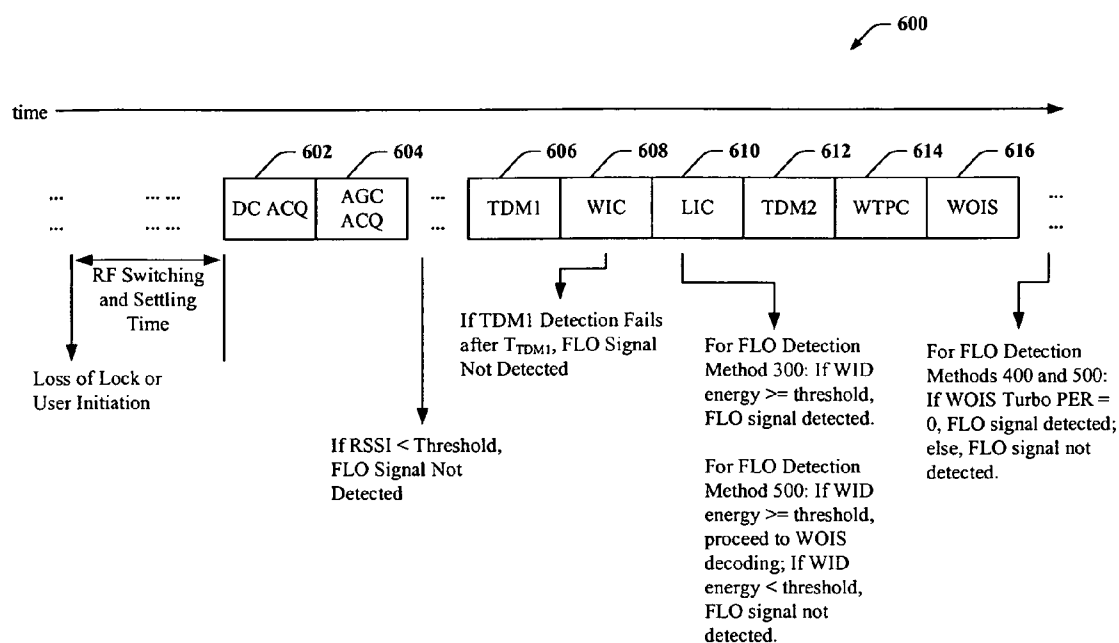 600
time
602
604
606
608
610
612
614
616
...
... ...
DC ACQ
AGC
ACQ
...
TDM1
WIC
LIC
TDM2
WTPC
WOIS
...
...
... ...
...
...
RF Switching
and Settling
Time
Loss of Lock or
User Initiation
If RSSI < Threshold,
FLO Signal Not
Detected
If TDM1 Detection Fails
after TTDM1, FLO Signal
Not Detected
For FLO Detection
Method 300: If WID
energy >= threshold,
FLO signal detected.
For FLO Detection
Method 500: If WID
energy >= threshold,
proceed to WOIS
decoding; If WID
energy < threshold,
FLO signal not
detected.
For FLO Detection
Methods 400 and 500:
If WOIS Turbo PER =
0, FLO signal detected;
else, FLO signal not
detected.